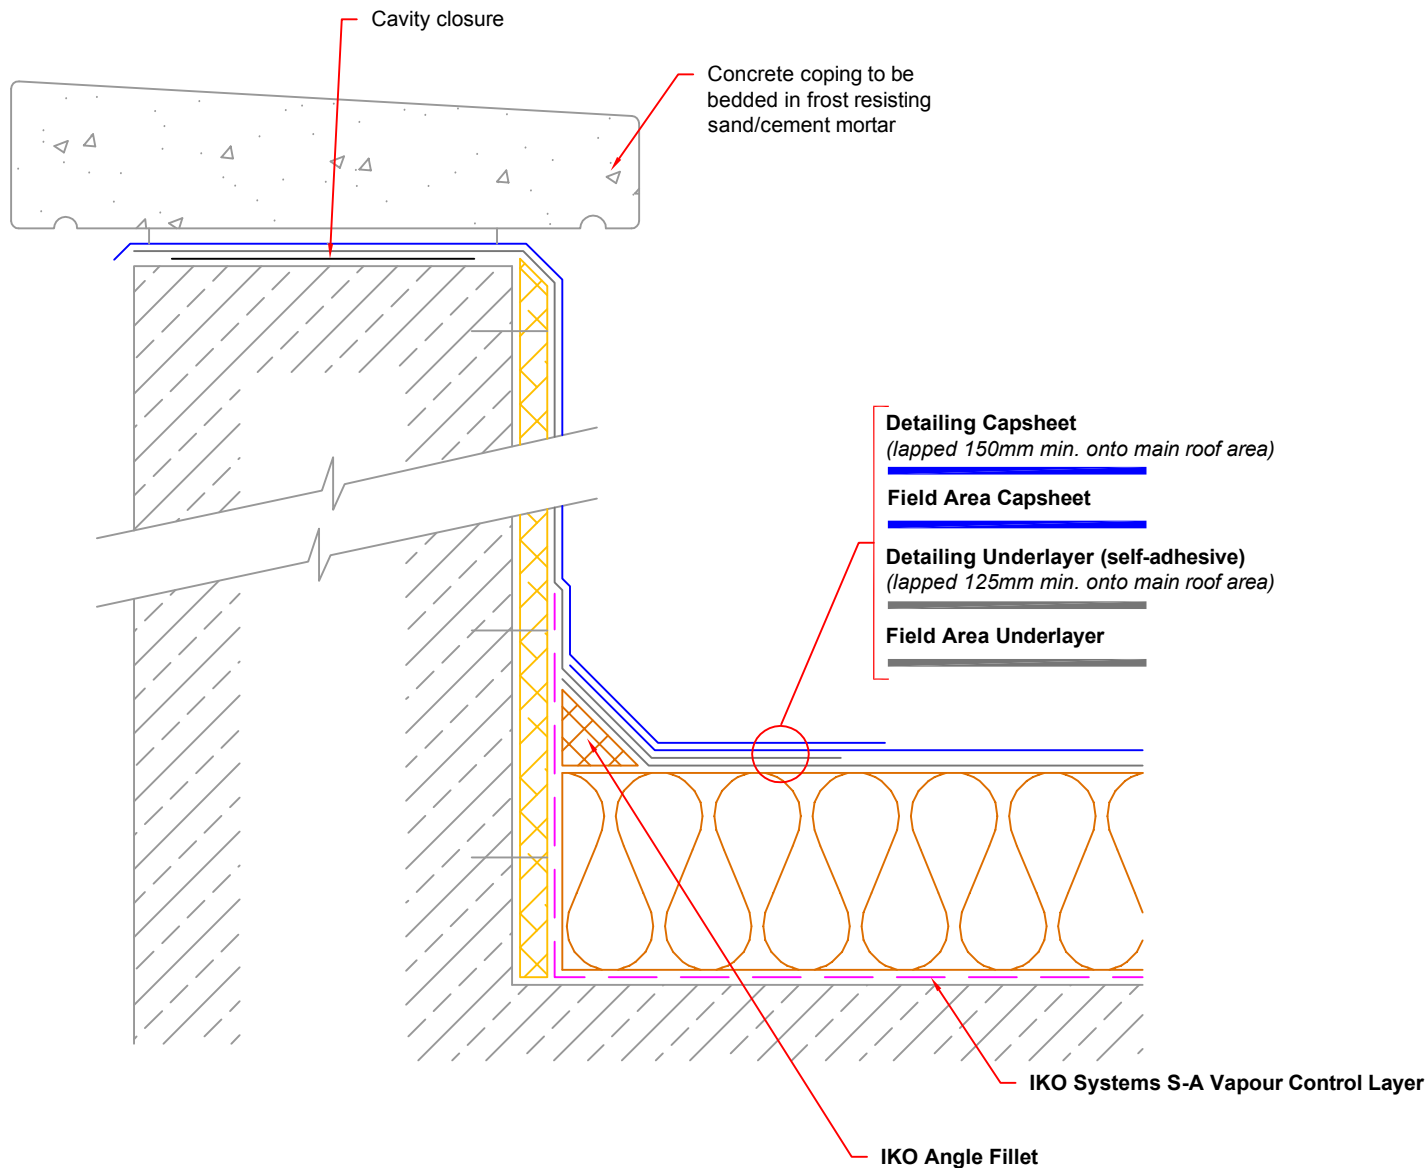 Cavity closure
Concrete coping to be
bedded in frost resisting
sand/cement mortar
Detailing Capsheet
(lapped 150mm min. onto main roof area)
Field Area Capsheet
Detailing Underlayer (self-adhesive)
(lapped 125mm min. onto main roof area)
Field Area Underlayer
IKO Systems S-A Vapour Control Layer
IKO Angle Fillet